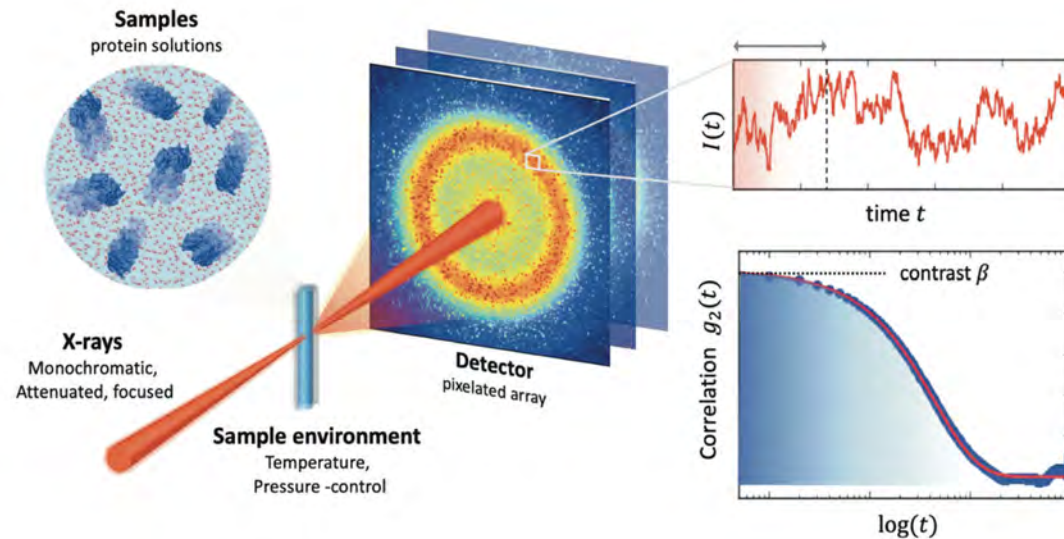 Samples
protein solutions
X-rays
Monochromatic,
Attenuated, focused
Sample environment
Temperature,
Pressure -control
Detector
pixelated array
I(t)
time t
contrast β
Correlation g₂(t)
log(t)